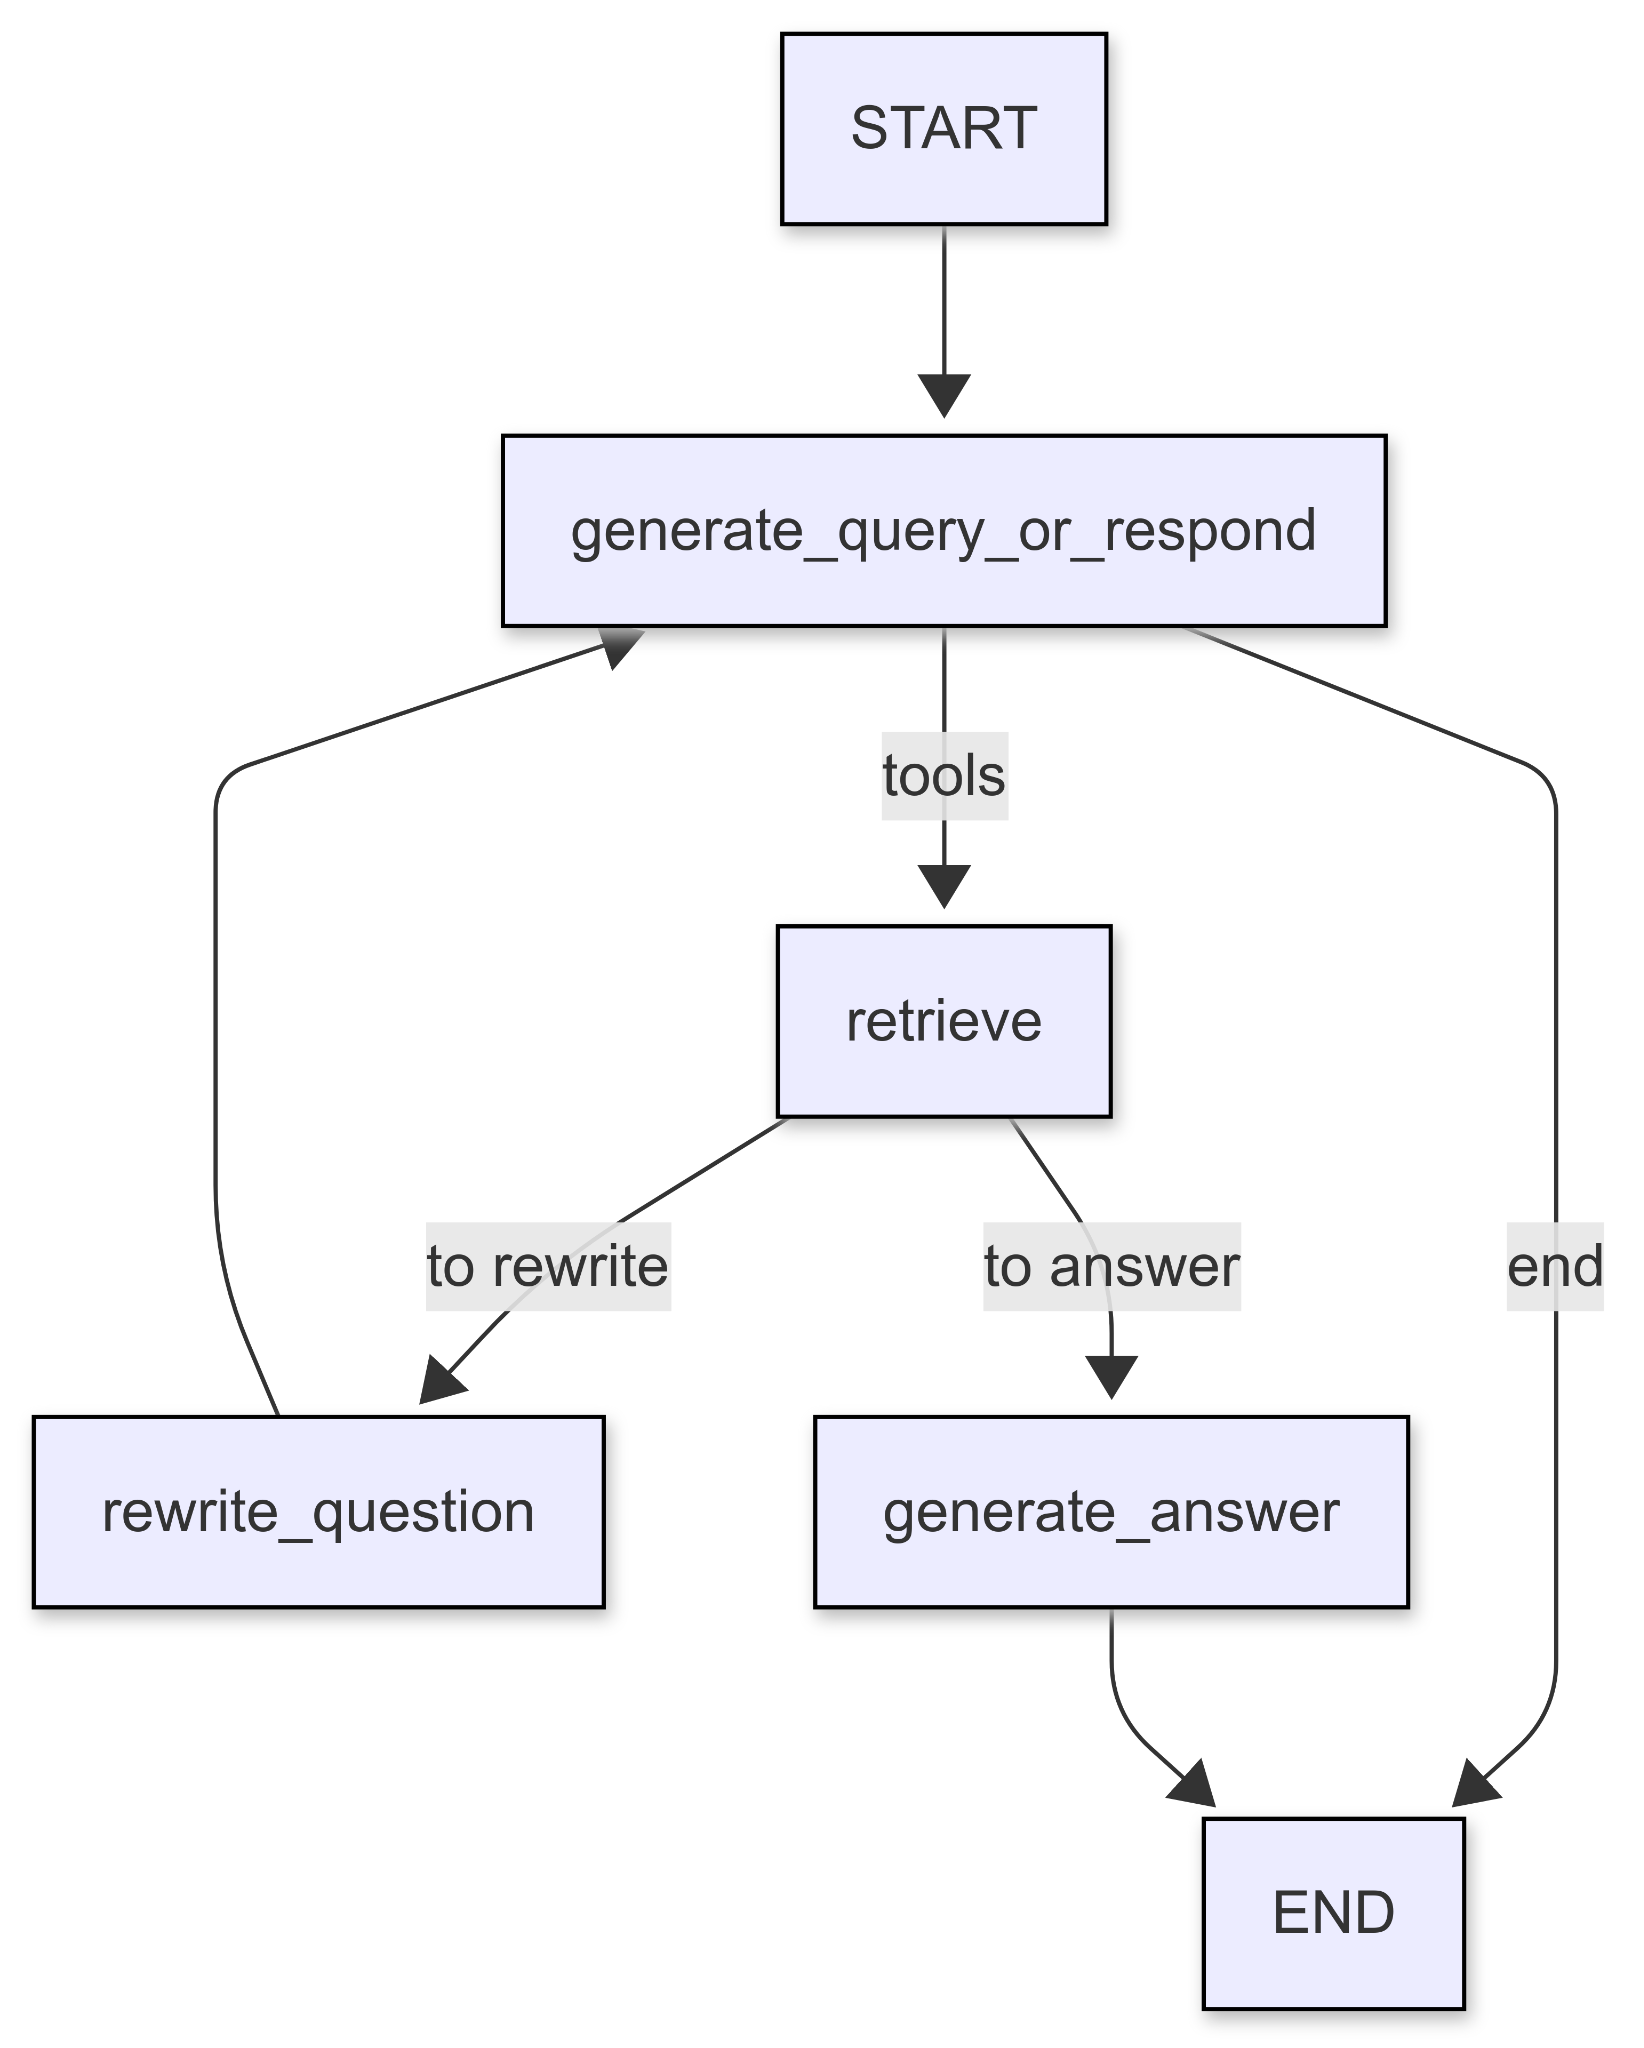 START
generate_query_or_respond
tools
retrieve
to rewrite
to answer
end
rewrite_question
generate_answer
END